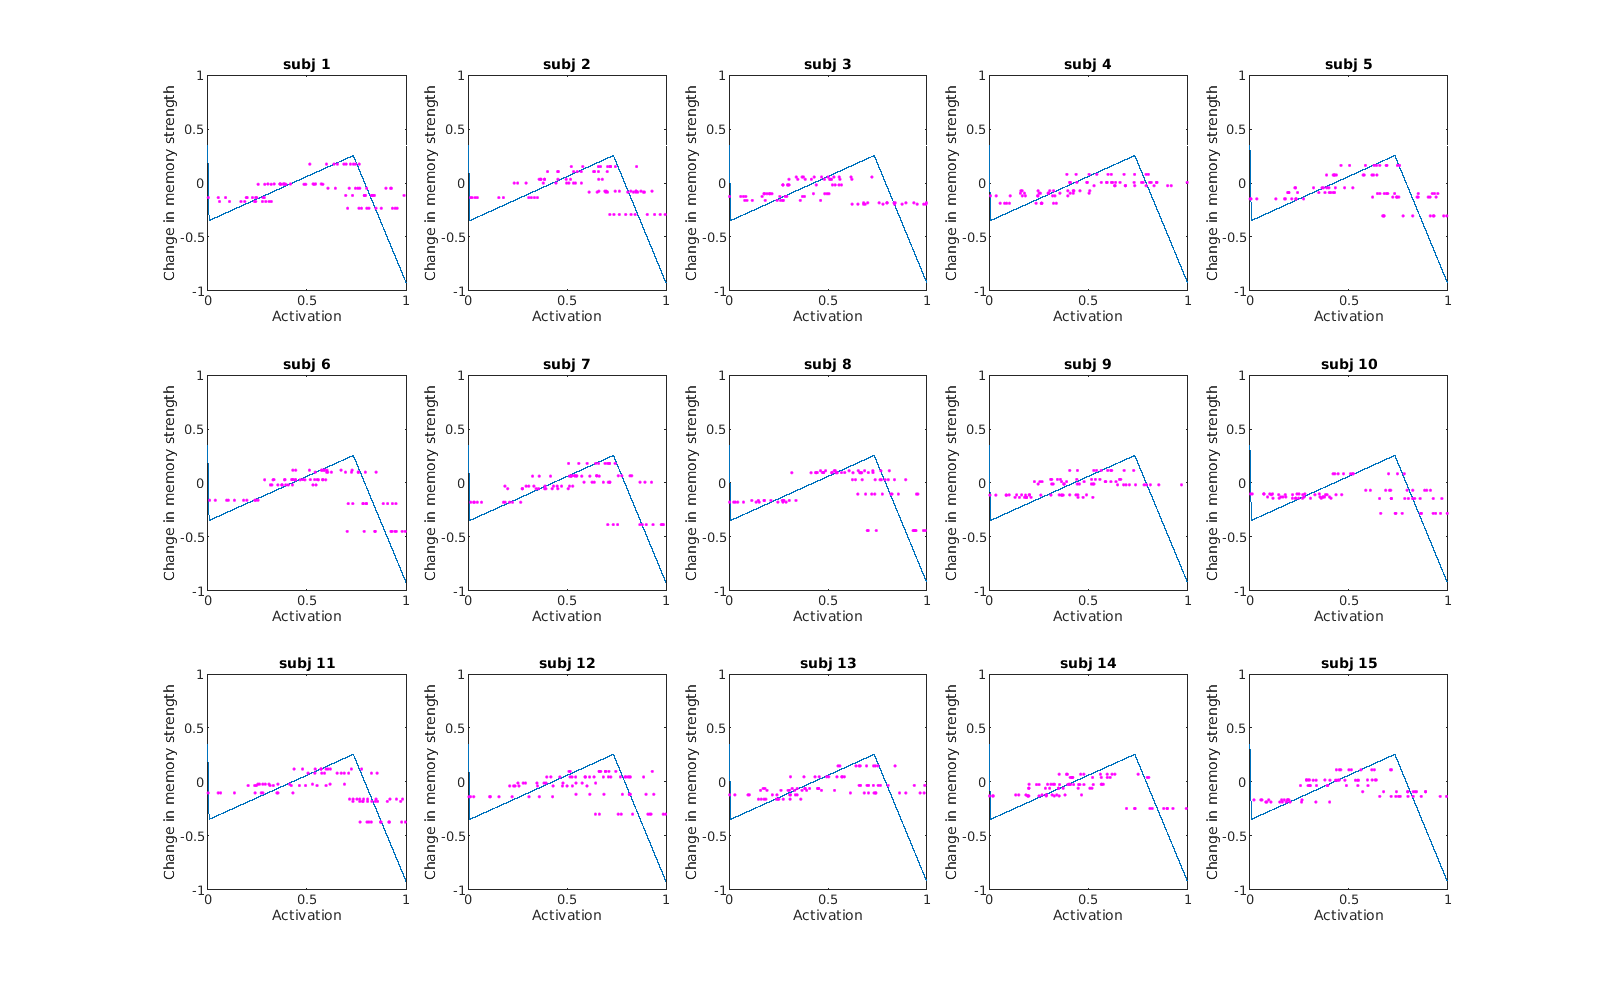 subj 1 subj 2 subj 3 subj 4 subj 5
Change in memory strength Change in memory strength Change in memory strength Change in memory strength Change in memory strength
1 1 1 1 1
0.5 0.5 0.5 0.5 0.5
0 0 0 0 0
-0.5 -0.5 -0.5 -0.5 -0.5
-1 -1 -1 -1 -1
0 0.5 1 0 0.5 1 0 0.5 1 0 0.5 1 0 0.5 1
Activation Activation Activation Activation Activation
subj 6 subj 7 subj 8 subj 9 subj 10
Change in memory strength Change in memory strength Change in memory strength Change in memory strength Change in memory strength
1 1 1 1 1
0.5 0.5 0.5 0.5 0.5
0 0 0 0 0
-0.5 -0.5 -0.5 -0.5 -0.5
-1 -1 -1 -1 -1
0 0.5 1 0 0.5 1 0 0.5 1 0 0.5 1 0 0.5 1
Activation Activation Activation Activation Activation
subj 11 subj 12 subj 13 subj 14 subj 15
Change in memory strength Change in memory strength Change in memory strength Change in memory strength Change in memory strength
1 1 1 1 1
0.5 0.5 0.5 0.5 0.5
0 0 0 0 0
-0.5 -0.5 -0.5 -0.5 -0.5
-1 -1 -1 -1 -1
0 0.5 1 0 0.5 1 0 0.5 1 0 0.5 1 0 0.5 1
Activation Activation Activation Activation Activation